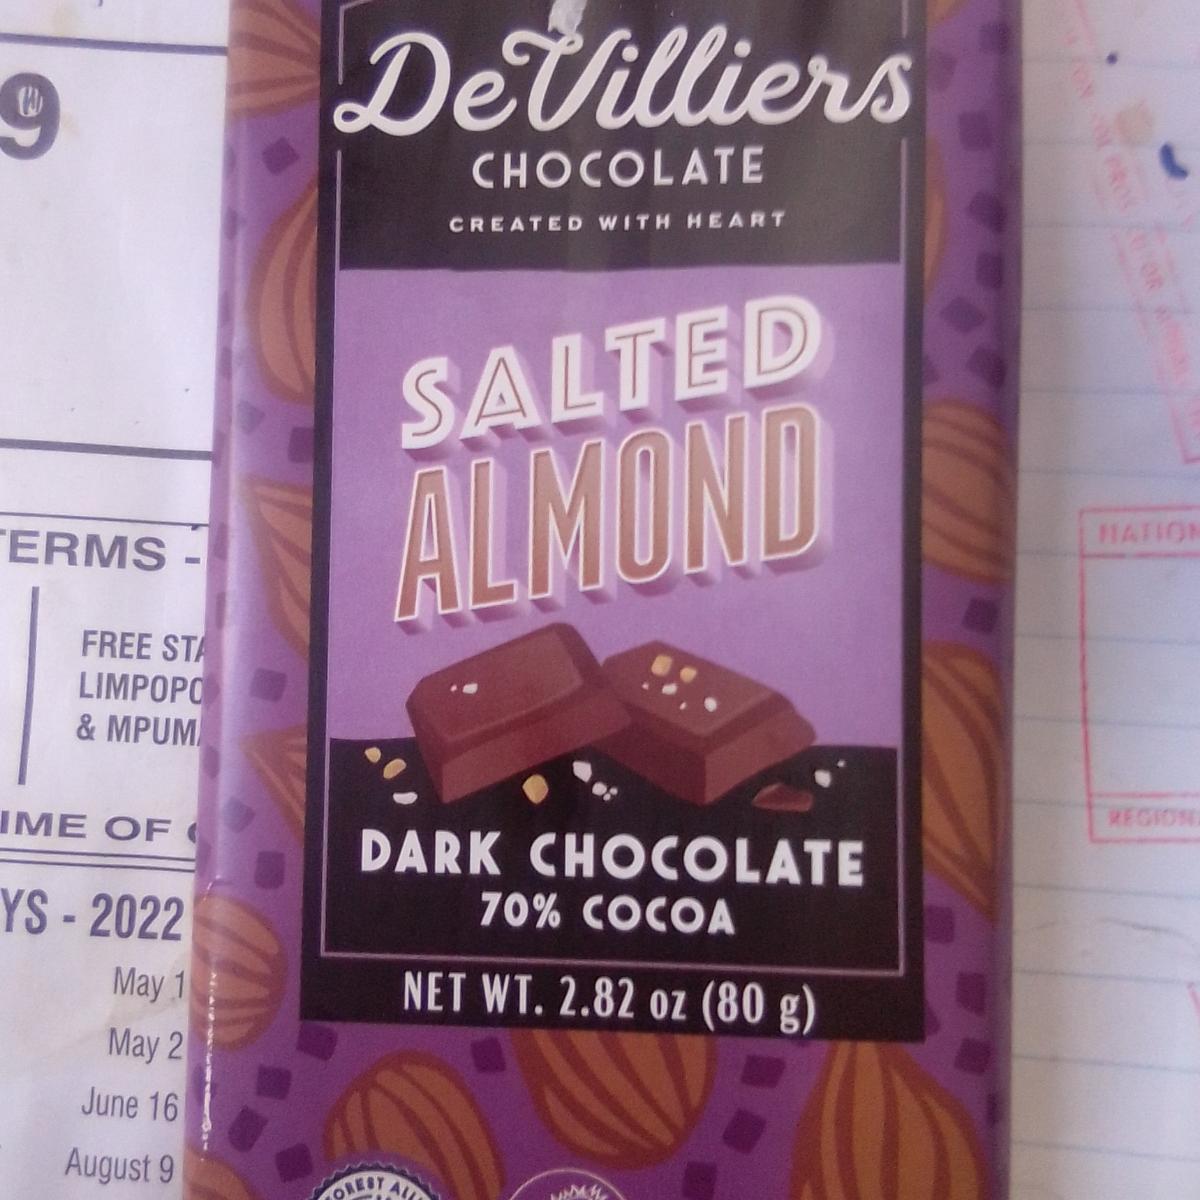 DeVilliers
CHOCOLATE
CREATED WITH HEART
SALTED
ALMOND
DARK CHOCOLATE
70% COCOA
NET WT. 2.82 oz (80 g)
9
TERMS -
FREE STA
LIMPOPO
& MPUMA
IME OF
YS - 2022
May 1
May 2
June 16
August 9
NATION
REGION